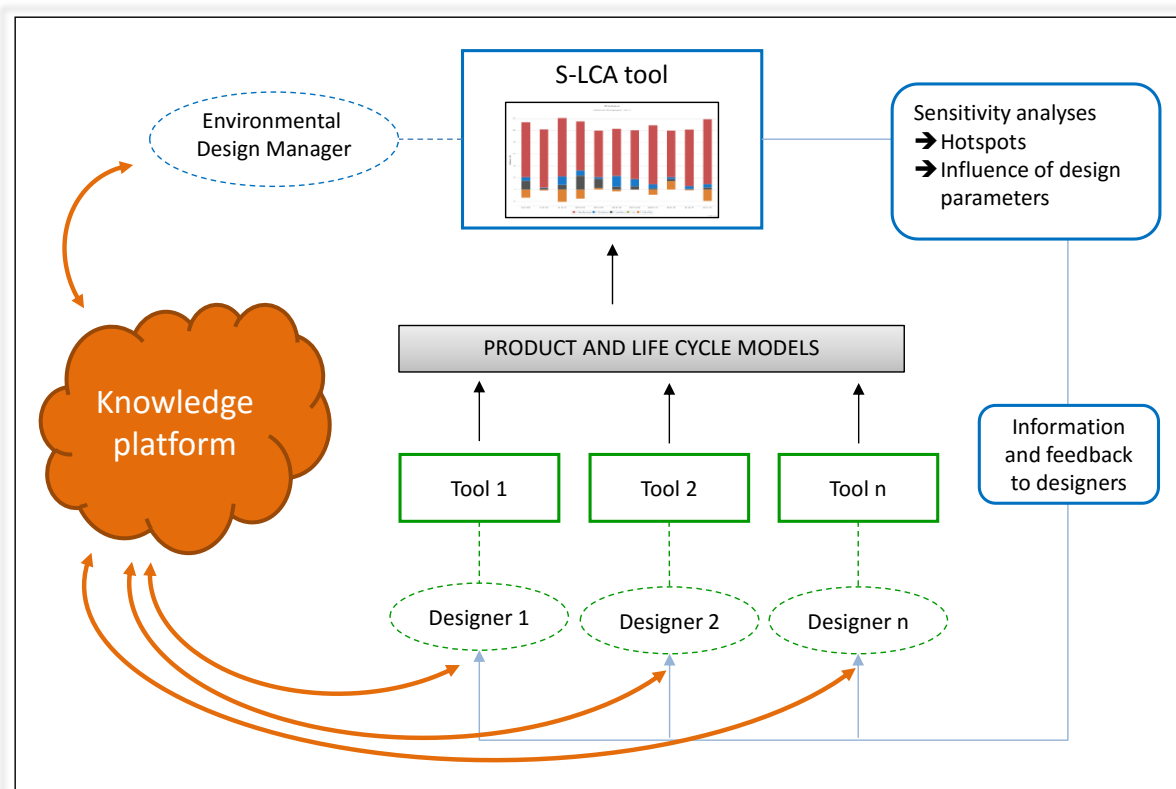 S-LCA tool
Environmental
Design Manager
Sensitivity analyses
➔ Hotspots
➔ Influence of design
parameters
PRODUCT AND LIFE CYCLE MODELS
Knowledge
platform
Information
and feedback
to designers
Tool 1
Tool 2
Tool n
Designer 1
Designer 2
Designer n